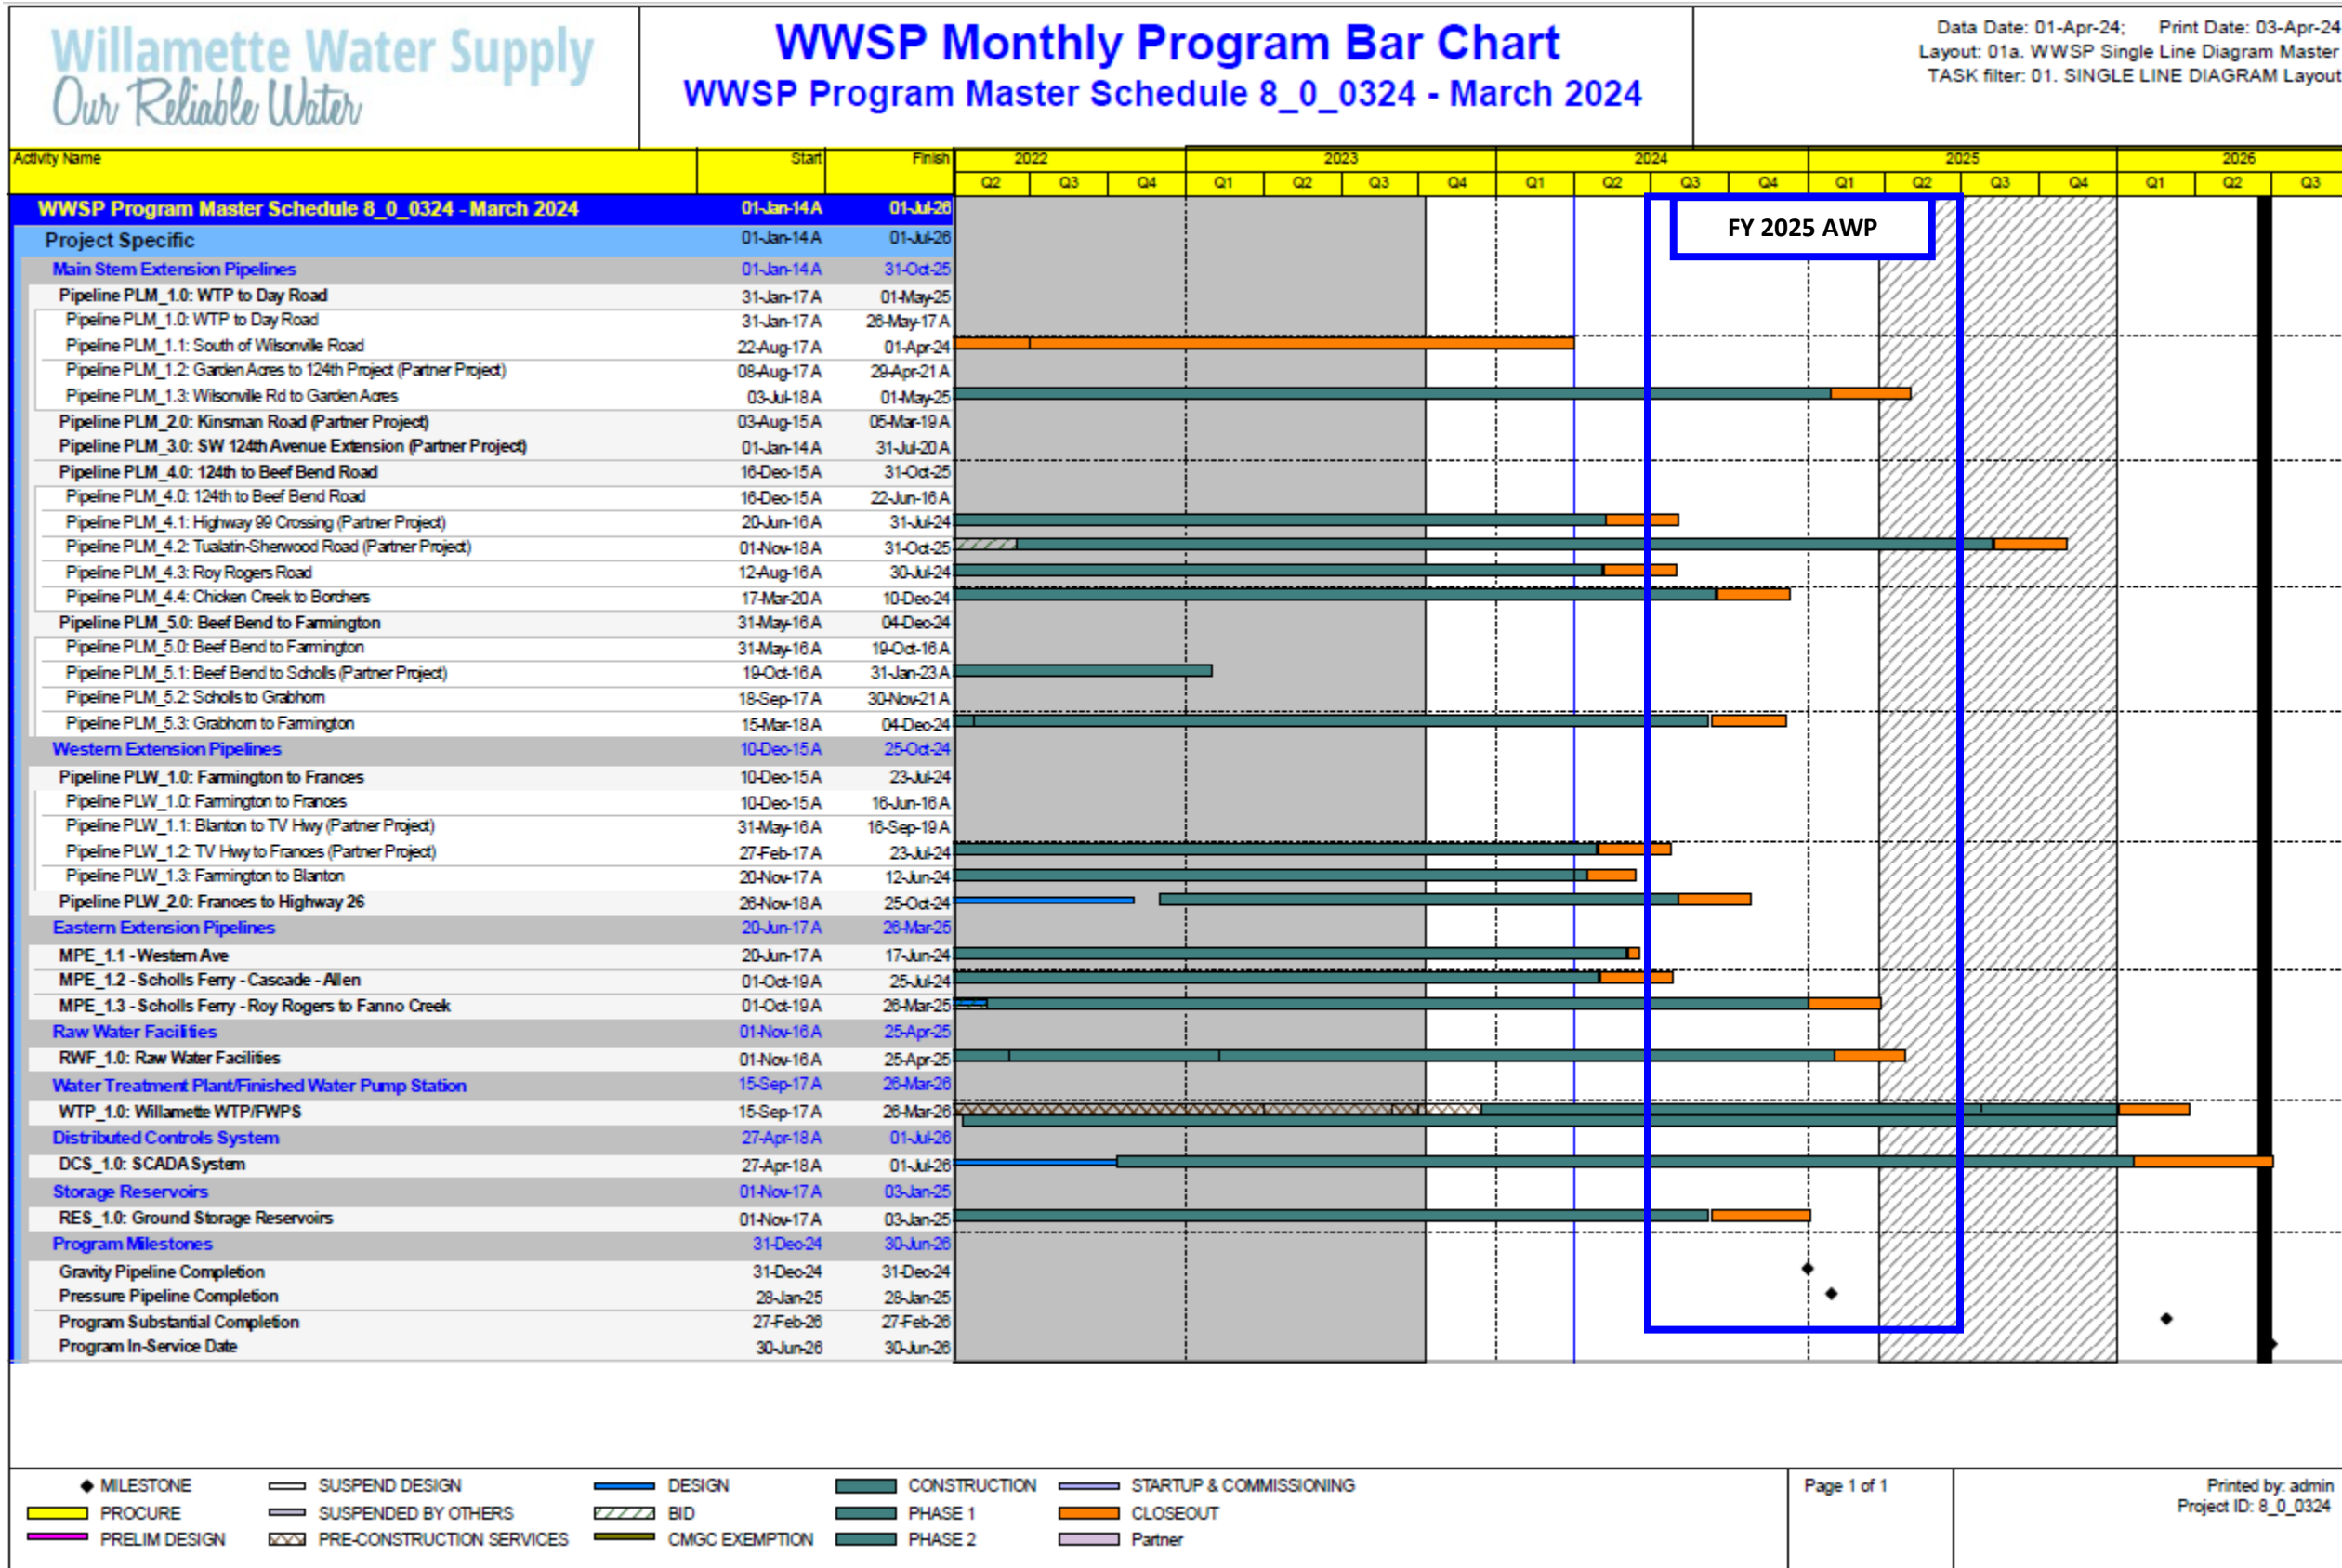 Willamette Water Supply
Our Reliable Water
WWSP Monthly Program Bar Chart
WWSP Program Master Schedule 8_0_0324 - March 2024
Data Date: 01-Apr-24; Print Date: 03-Apr-24
Layout: 01a. WWSP Single Line Diagram Master
TASK filter: 01. SINGLE LINE DIAGRAM Layout
Activity Name Start Finish 2022 2023 2024 2025 2026
Q2 Q3 Q4 Q1 Q2 Q3 Q4 Q1 Q2 Q3 Q4 Q1 Q2 Q3 Q4 Q1 Q2 Q3
WWSP Program Master Schedule 8_0_0324 - March 2024 01-Jan-14 A 01-Jul-26
FY 2025 AWP
Project Specific 01-Jan-14 A 01-Jul-26
Main Stem Extension Pipelines 01-Jan-14 A 31-Oct-25
Pipeline PLM_1.0: WTP to Day Road 31-Jan-17 A 01-May-25
Pipeline PLM_1.0: WTP to Day Road 31-Jan-17 A 26-May-17 A
Pipeline PLM_1.1: South of Wilsonville Road 22-Aug-17 A 01-Apr-24
Pipeline PLM_1.2: Garden Acres to 124th Project (Partner Project) 08-Aug-17 A 29-Apr-21 A
Pipeline PLM_1.3: Wilsonville Rd to Garden Acres 03-Jul-18 A 01-May-25
Pipeline PLM_2.0: Kinsman Road (Partner Project) 03-Aug-15 A 05-Mar-19 A
Pipeline PLM_3.0: SW 124th Avenue Extension (Partner Project) 01-Jan-14 A 31-Jul-20 A
Pipeline PLM_4.0: 124th to Beef Bend Road 16-Dec-15 A 31-Oct-25
Pipeline PLM_4.0: 124th to Beef Bend Road 16-Dec-15 A 22-Jun-16 A
Pipeline PLM_4.1: Highway 99 Crossing (Partner Project) 20-Jun-16 A 31-Jul-24
Pipeline PLM_4.2: Tualatin-Sherwood Road (Partner Project) 01-Nov-18 A 31-Oct-25
Pipeline PLM_4.3: Roy Rogers Road 12-Aug-16 A 30-Jul-24
Pipeline PLM_4.4: Chicken Creek to Borchers 17-Mar-20 A 10-Dec-24
Pipeline PLM_5.0: Beef Bend to Farmington 31-May-16 A 04-Dec-24
Pipeline PLM_5.0: Beef Bend to Farmington 31-May-16 A 19-Oct-16 A
Pipeline PLM_5.1: Beef Bend to Scholls (Partner Project) 19-Oct-16 A 31-Jan-23 A
Pipeline PLM_5.2: Scholls to Grabhorn 18-Sep-17 A 30-Nov-21 A
Pipeline PLM_5.3: Grabhorn to Farmington 15-Mar-18 A 04-Dec-24
Western Extension Pipelines 10-Dec-15 A 25-Oct-24
Pipeline PLW_1.0: Farmington to Frances 10-Dec-15 A 23-Jul-24
Pipeline PLW_1.0: Farmington to Frances 10-Dec-15 A 16-Jun-16 A
Pipeline PLW_1.1: Blanton to TV Hwy (Partner Project) 31-May-16 A 16-Sep-19 A
Pipeline PLW_1.2: TV Hwy to Frances (Partner Project) 27-Feb-17 A 23-Jul-24
Pipeline PLW_1.3: Farmington to Blanton 20-Nov-17 A 12-Jun-24
Pipeline PLW_2.0: Frances to Highway 26 26-Nov-18 A 25-Oct-24
Eastern Extension Pipelines 20-Jun-17 A 26-Mar-25
MPE_1.1 - Western Ave 20-Jun-17 A 17-Jun-24
MPE_1.2 - Scholls Ferry - Cascade - Allen 01-Oct-19 A 25-Jul-24
MPE_1.3 - Scholls Ferry - Roy Rogers to Fanno Creek 01-Oct-19 A 26-Mar-25
Raw Water Facilities 01-Nov-16 A 25-Apr-25
RWF_1.0: Raw Water Facilities 01-Nov-16 A 25-Apr-25
Water Treatment Plant/Finished Water Pump Station 15-Sep-17 A 26-Mar-26
WTP_1.0: Willamette WTP/FWPS 15-Sep-17 A 26-Mar-26
Distributed Controls System 27-Apr-18 A 01-Jul-26
DCS_1.0: SCADA System 27-Apr-18 A 01-Jul-26
Storage Reservoirs 01-Nov-17 A 03-Jan-25
RES_1.0: Ground Storage Reservoirs 01-Nov-17 A 03-Jan-25
Program Milestones 31-Dec-24 30-Jun-26
Gravity Pipeline Completion 31-Dec-24 31-Dec-24
Pressure Pipeline Completion 28-Jan-25 28-Jan-25
Program Substantial Completion 27-Feb-26 27-Feb-26
Program In-Service Date 30-Jun-26 30-Jun-26
MILESTONE SUSPEND DESIGN DESIGN CONSTRUCTION STARTUP & COMMISSIONING
PROCURE SUSPENDED BY OTHERS BID PHASE 1 CLOSEOUT
PRELIM DESIGN PRE-CONSTRUCTION SERVICES CMGC EXEMPTION PHASE 2 Partner
Page 1 of 1
Printed by: admin
Project ID: 8_0_0324